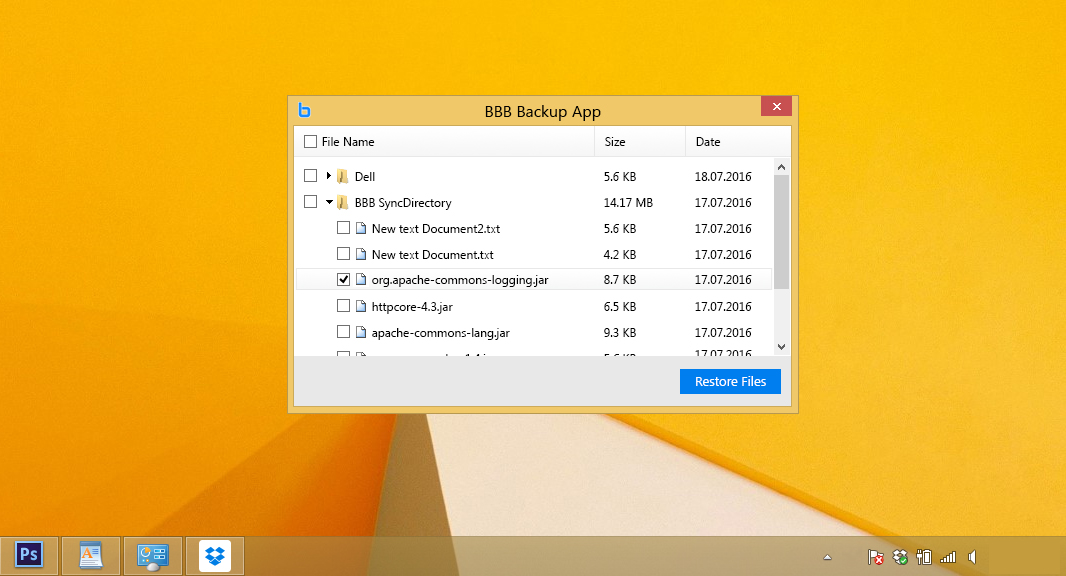 BBB Backup App
File Name Size Date
Dell 5.6 KB 18.07.2016
BBB SyncDirectory 14.17 MB 17.07.2016
New text Document2.txt 5.6 KB 17.07.2016
New text Document.txt 4.2 KB 17.07.2016
org.apache-commons-logging.jar 8.7 KB 17.07.2016
httpcore-4.3.jar 6.5 KB 17.07.2016
apache-commons-lang.jar 9.3 KB 17.07.2016
17.07.2016
Restore Files
Ps